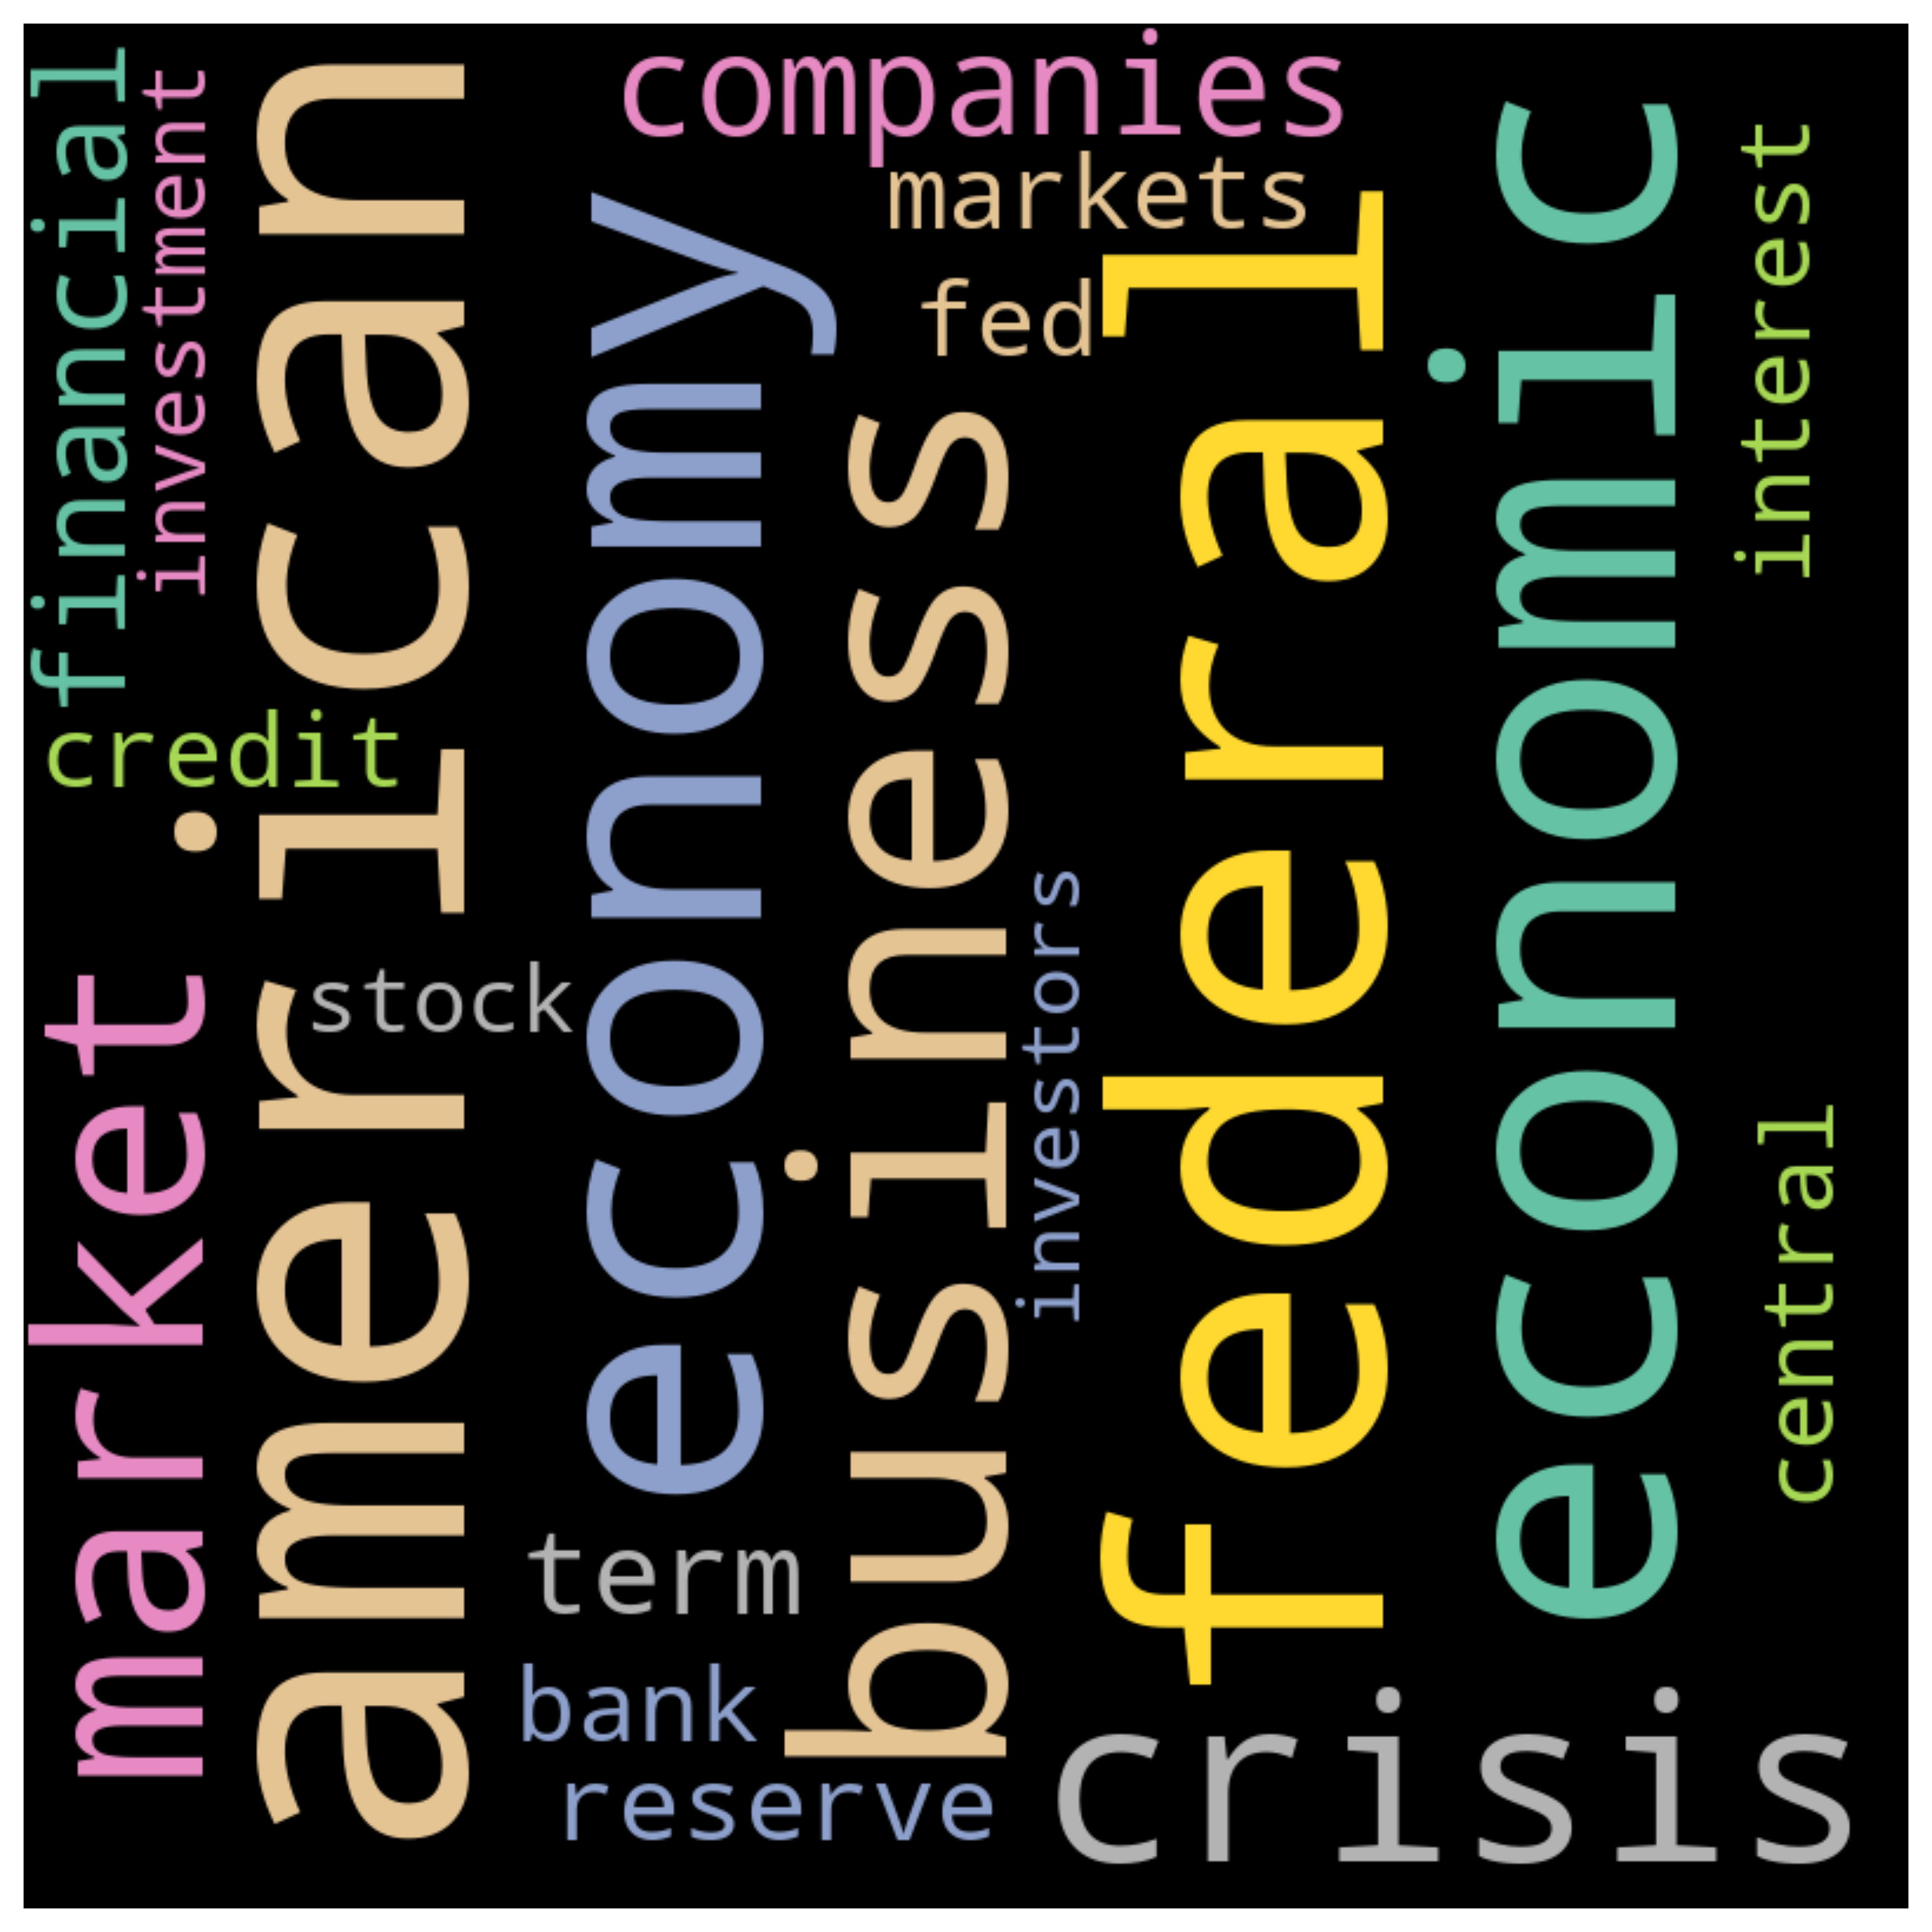 companies
markets
fed
financial
investment
american
economy
business
federal
economic
interest
credit
stock
market
investors
central
term
bank
reserve
crisis